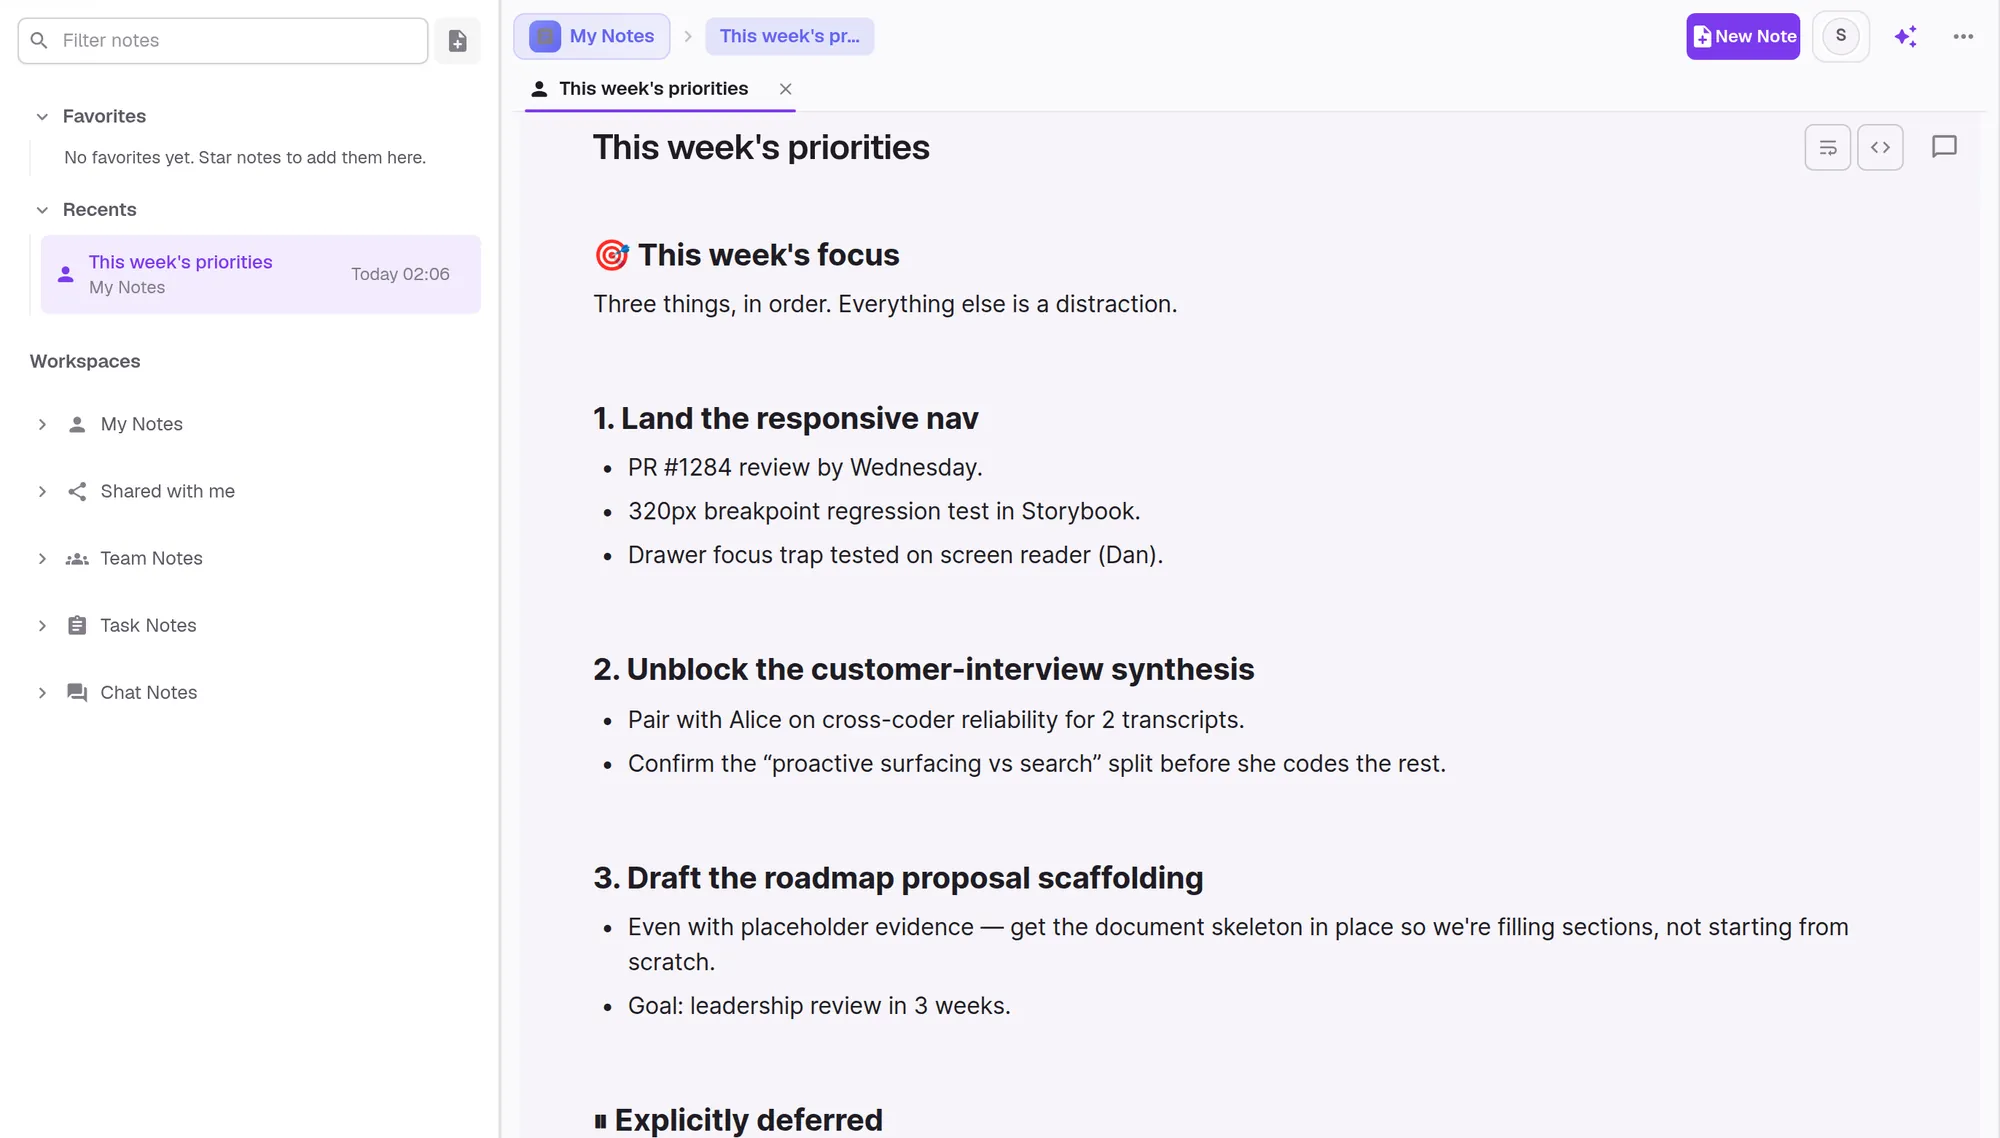 Filter notes
Favorites
No favorites yet. Star notes to add them here.
Recents
This week's priorities
My Notes
Today 02:06
Workspaces
My Notes
Shared with me
Team Notes
Task Notes
Chat Notes
My Notes
This week's pr...
New Note
S
This week's priorities
This week's priorities
🎯 This week's focus
Three things, in order. Everything else is a distraction.
1. Land the responsive nav
• PR #1284 review by Wednesday.
• 320px breakpoint regression test in Storybook.
• Drawer focus trap tested on screen reader (Dan).
2. Unblock the customer-interview synthesis
• Pair with Alice on cross-coder reliability for 2 transcripts.
• Confirm the “proactive surfacing vs search” split before she codes the rest.
3. Draft the roadmap proposal scaffolding
• Even with placeholder evidence — get the document skeleton in place so we're filling sections, not starting from
scratch.
• Goal: leadership review in 3 weeks.
⏸ Explicitly deferred